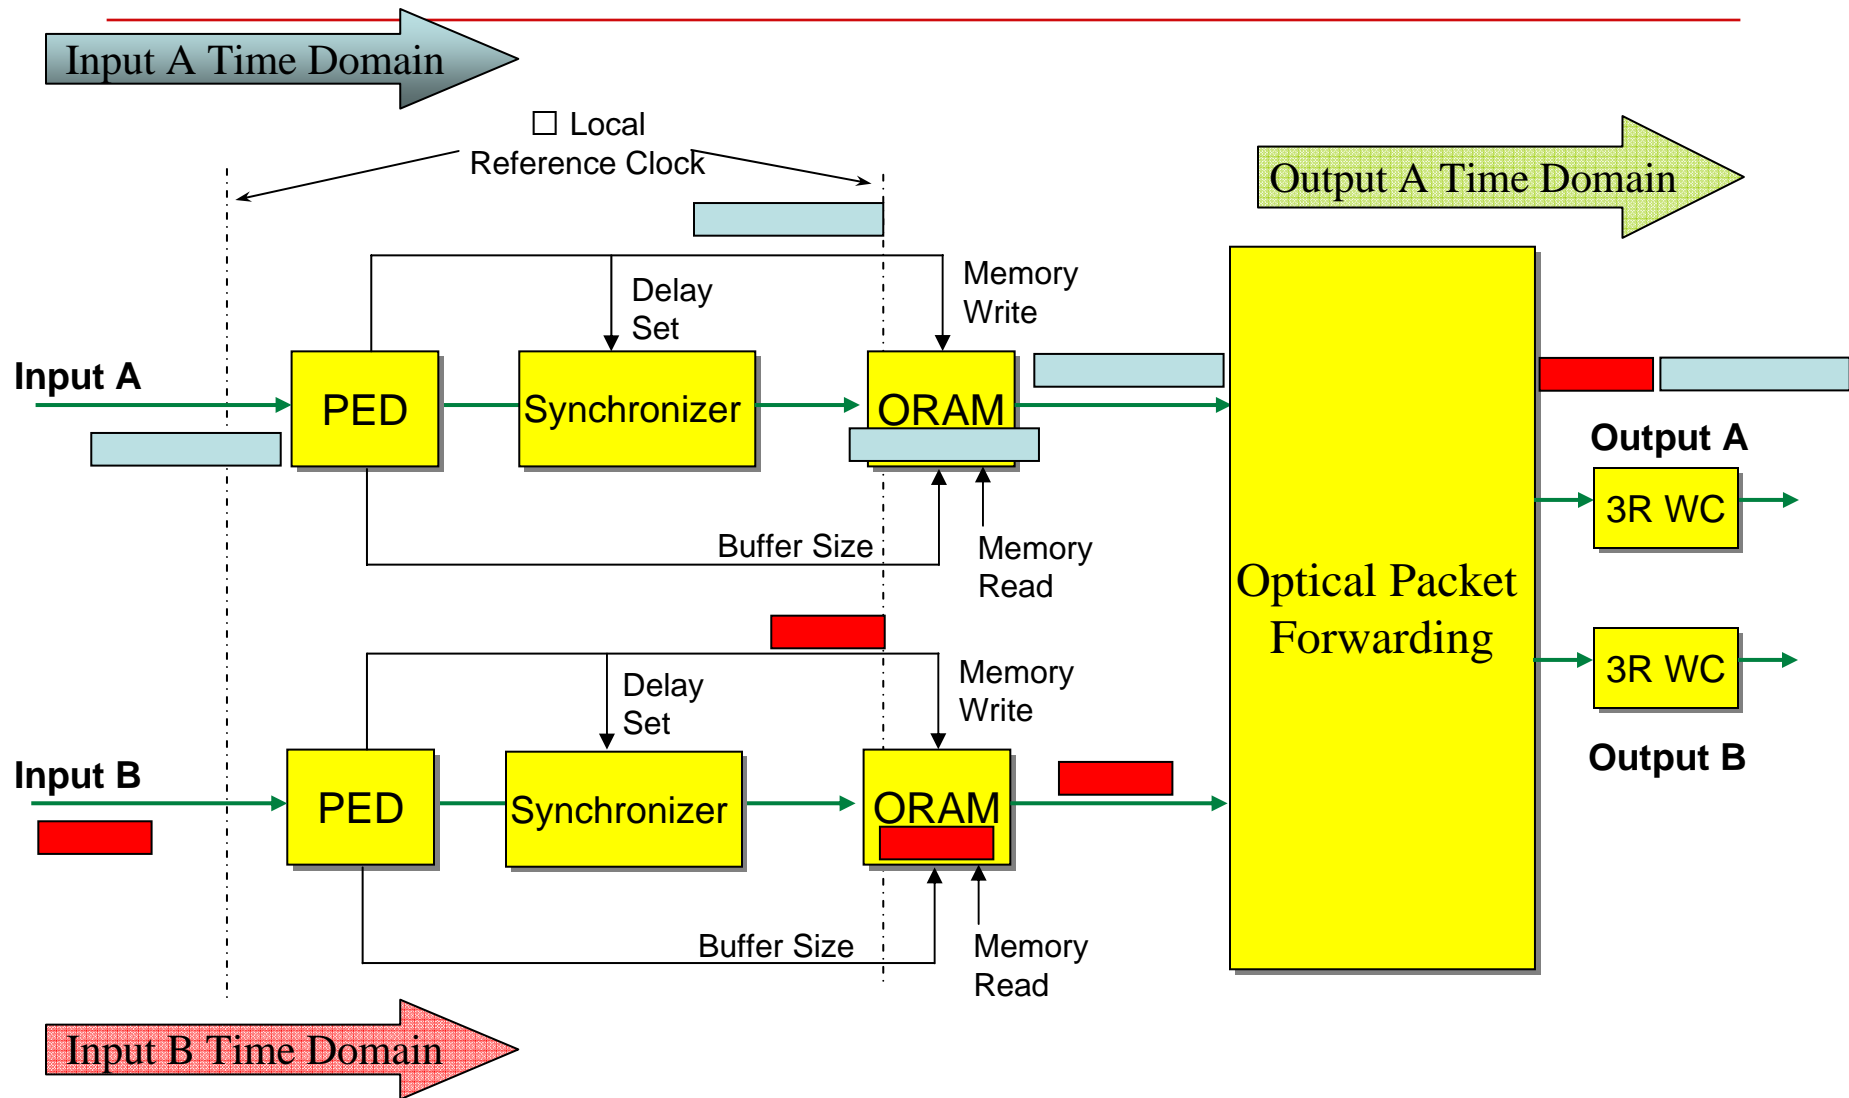 Input A Time Domain
□ Local
Reference Clock
Output A Time Domain
Delay
Set
Memory
Write
Input A
PED
Synchronizer
ORAM
Output A
3R WC
Buffer Size
Memory
Read
Optical Packet
Forwarding
3R WC
Output B
Delay
Set
Memory
Write
Input B
PED
Synchronizer
ORAM
Buffer Size
Memory
Read
Input B Time Domain